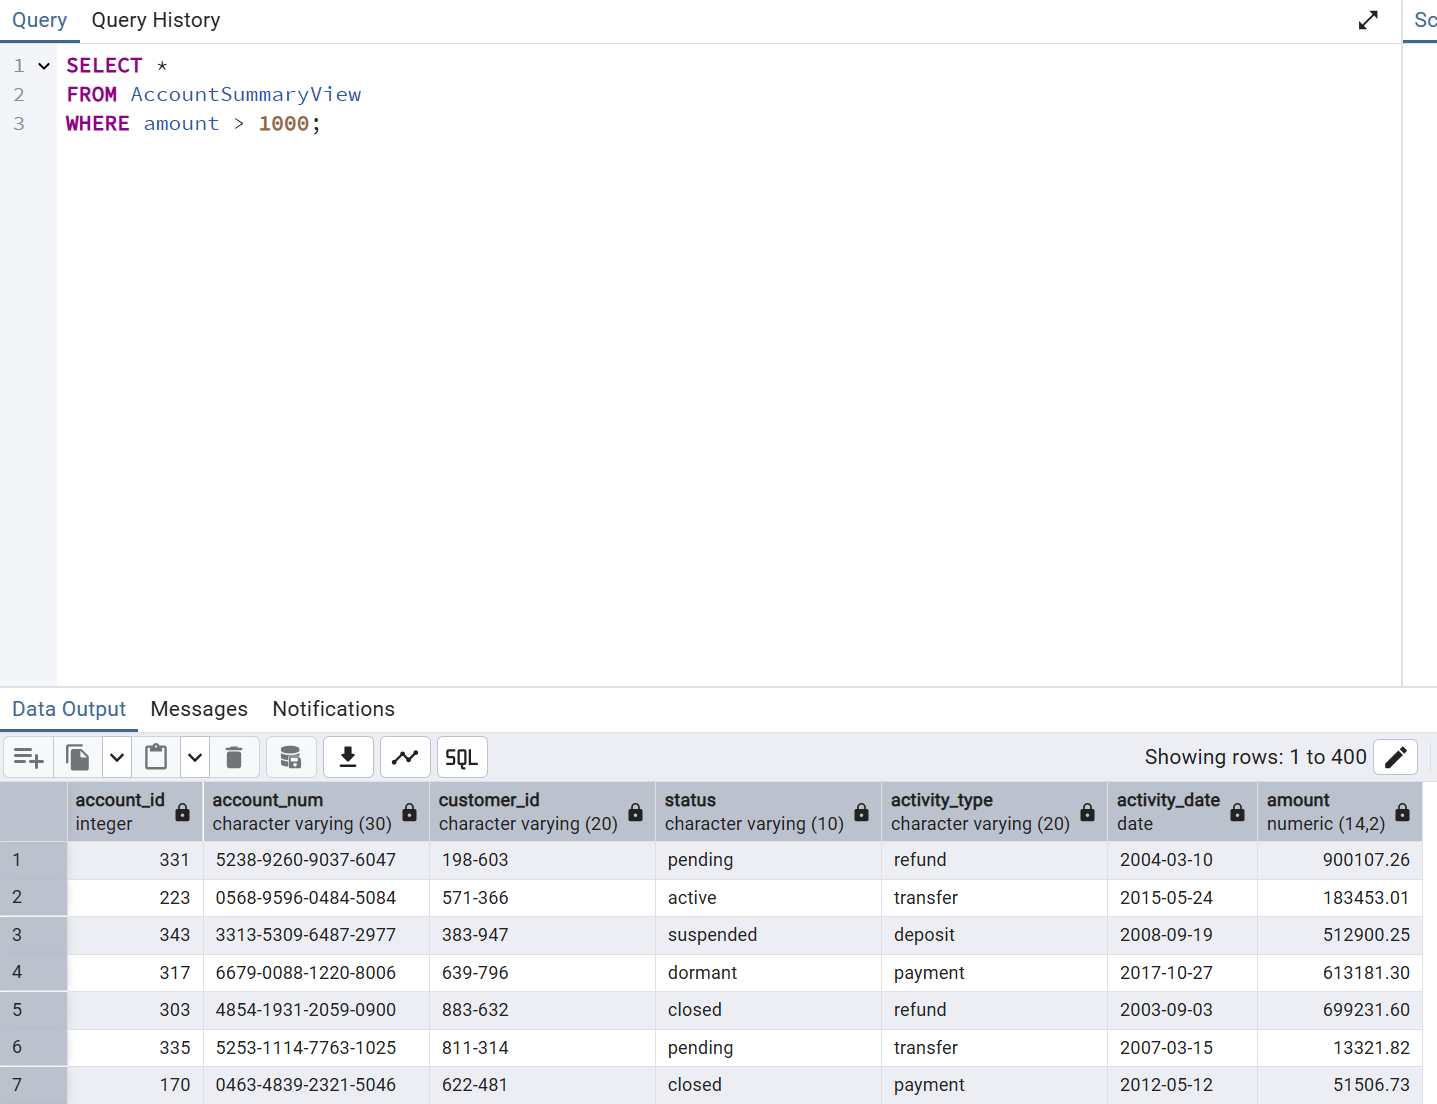 Query Query History Sc
1 SELECT *
2 FROM AccountSummaryView
3 WHERE amount > 1000;
Data Output Messages Notifications
SQL Showing rows: 1 to 400
account_id account_num customer_id status activity_type activity_date amount
integer character varying (30) character varying (20) character varying (10) character varying (20) date numeric (14,2)
1 331 5238-9260-9037-6047 198-603 pending refund 2004-03-10 900107.26
2 223 0568-9596-0484-5084 571-366 active transfer 2015-05-24 183453.01
3 343 3313-5309-6487-2977 383-947 suspended deposit 2008-09-19 512900.25
4 317 6679-0088-1220-8006 639-796 dormant payment 2017-10-27 613181.30
5 303 4854-1931-2059-0900 883-632 closed refund 2003-09-03 699231.60
6 335 5253-1114-7763-1025 811-314 pending transfer 2007-03-15 13321.82
7 170 0463-4839-2321-5046 622-481 closed payment 2012-05-12 51506.73